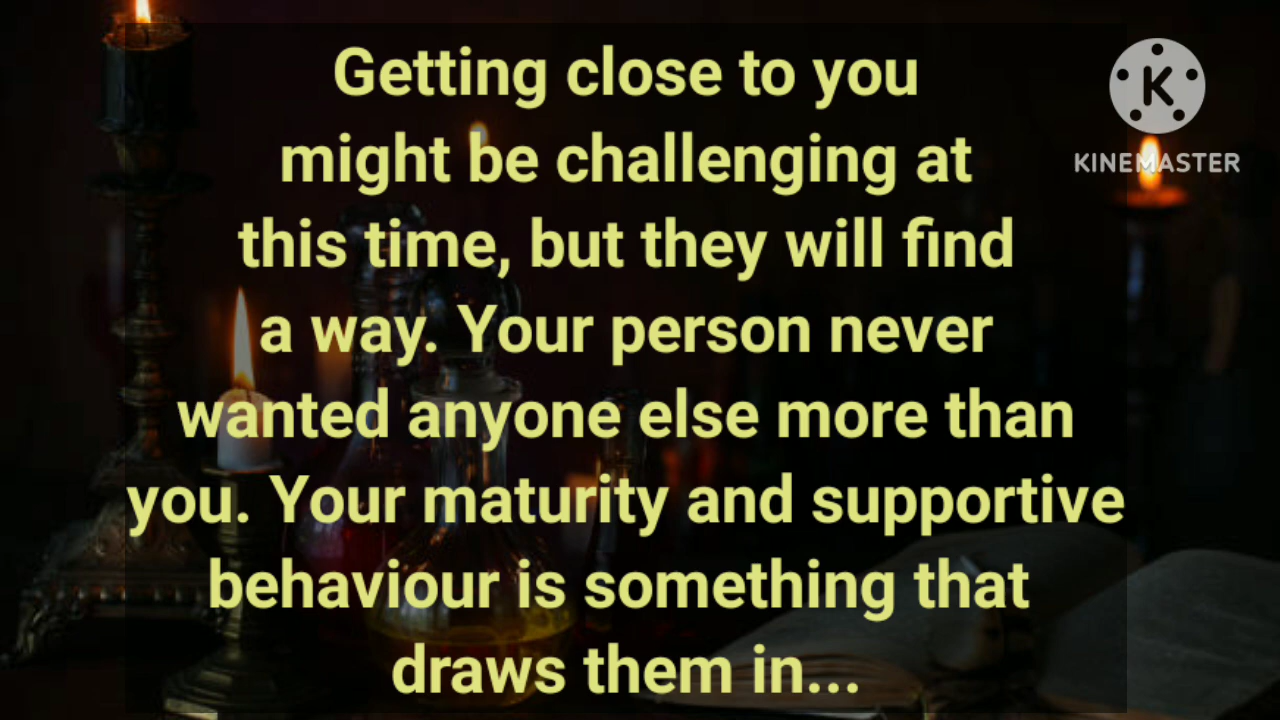 Getting close to you
might be challenging at
this time, but they will find
a way. Your person never
wanted anyone else more than
you. Your maturity and supportive
behaviour is something that
draws them in...
K
KINEMASTER